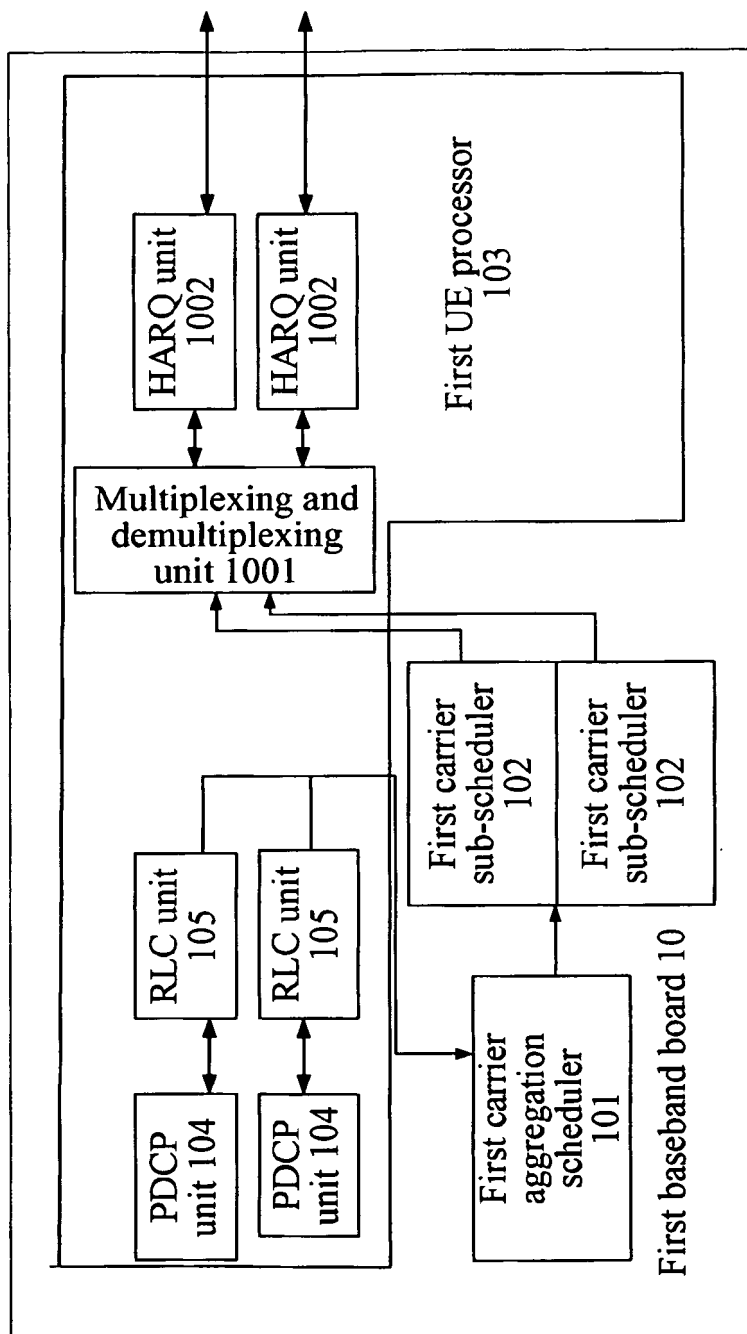 PDCP
unit 104
RLC unit
105
PDCP
unit 104
RLC unit
105
Multiplexing and
demultiplexing
unit 1001
HARQ unit
1002
HARQ unit
1002
First UE processor
103
First carrier
aggregation
scheduler
101
First carrier
sub-scheduler
102
First carrier
sub-scheduler
102
First baseband board 10